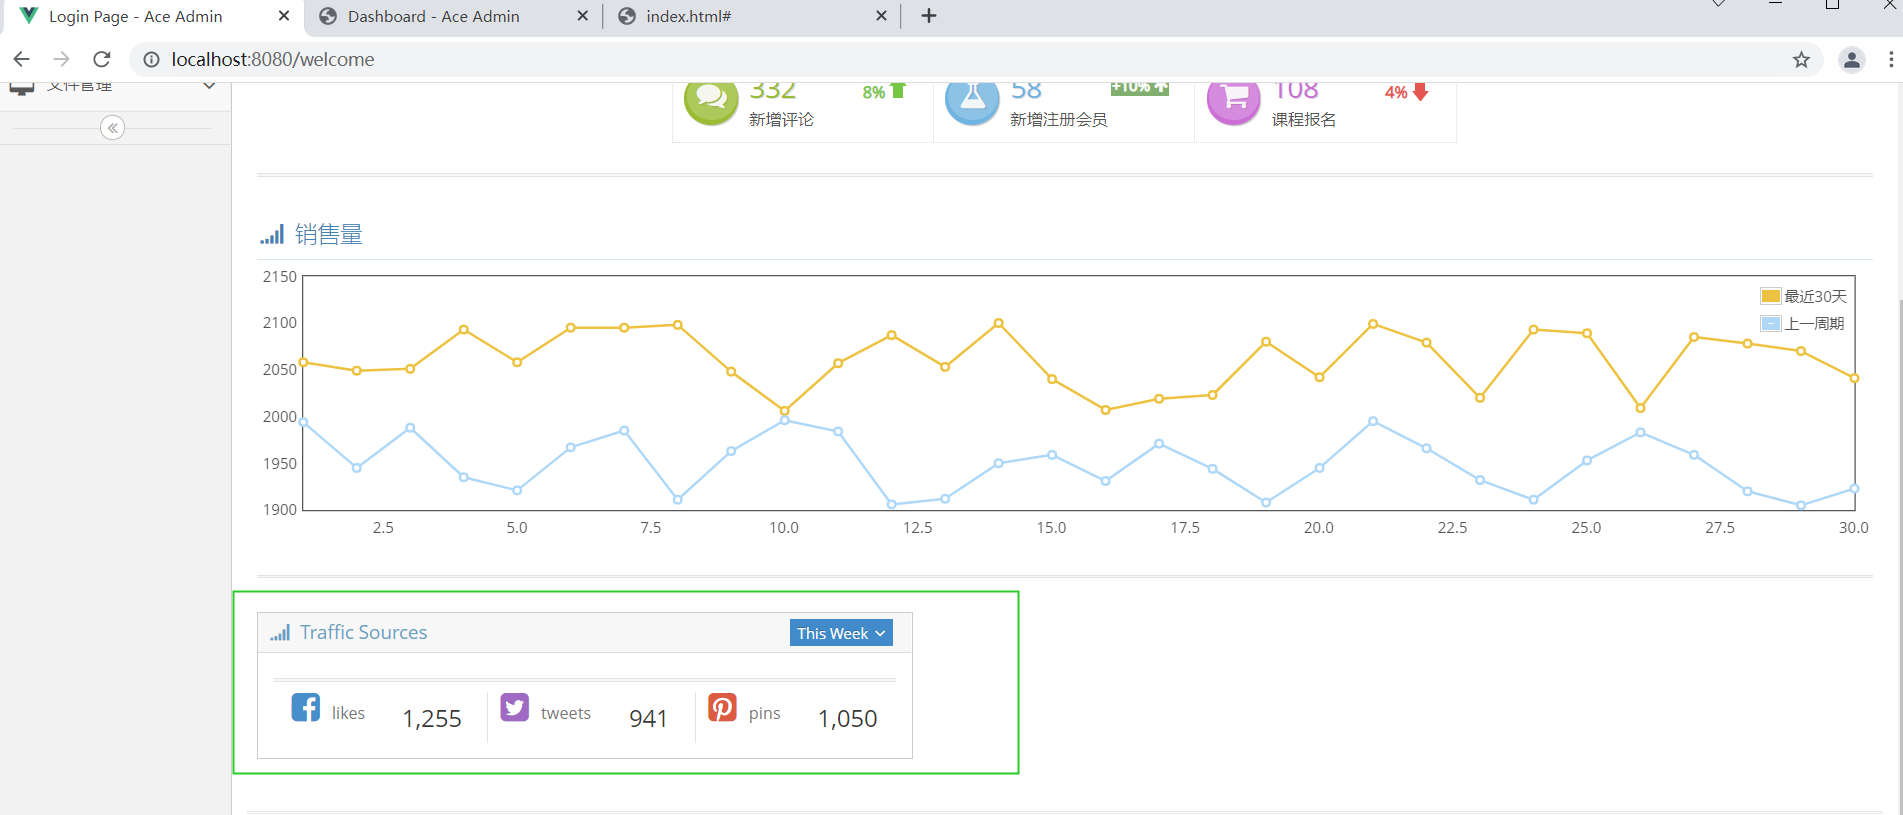 Login Page - Ace Admin
Dashboard - Ace Admin
index.html#
localhost:8080/welcome
文件管理
332
8%
新增评论
58
+10%
新增注册会员
108
4%
课程报名
销售量
2150
2100
2050
2000
1950
1900
最近30天
上一周期
2.5 5.0 7.5 10.0 12.5 15.0 17.5 20.0 22.5 25.0 27.5 30.0
Traffic Sources
This Week
likes 1,255
tweets 941
pins 1,050